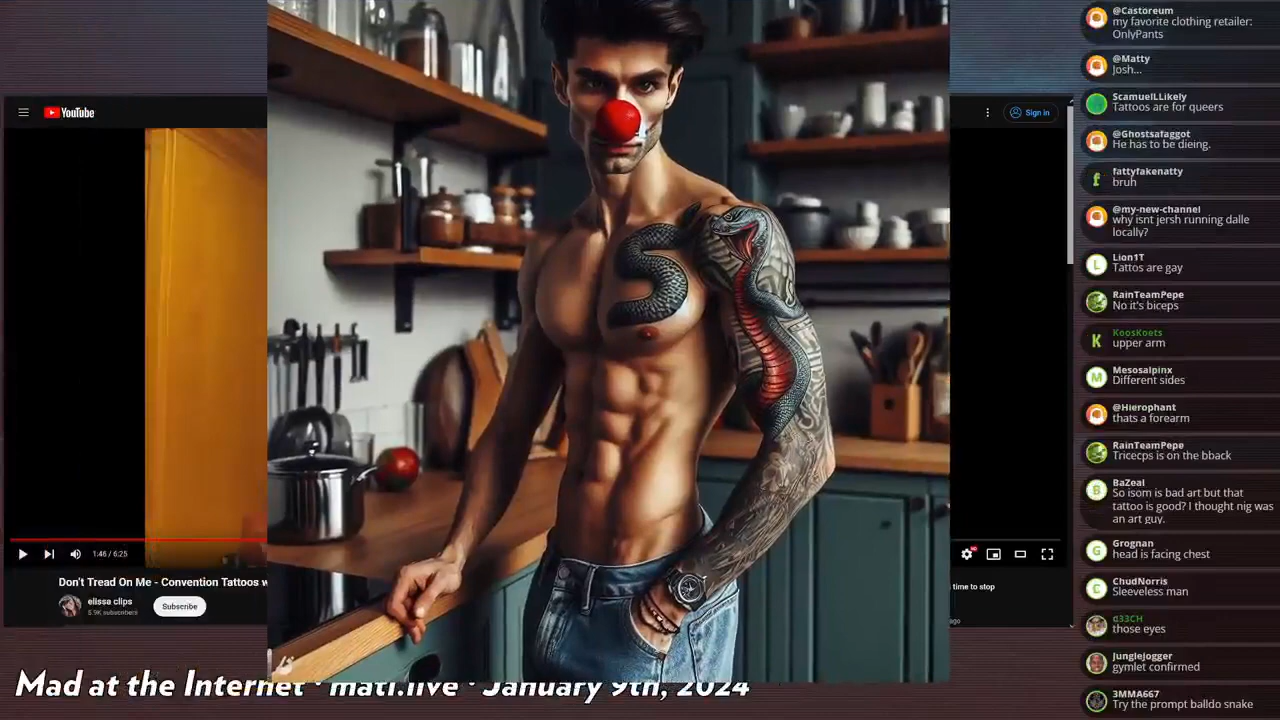 YouTube
Sign in
1:46 / 6:25
Don't Tread On Me - Convention Tattoos w
time to stop
elissa clips
5.9K subscribers
Subscribe
ago
Mad at the Internet · mati.live · January 9th, 2024
@Castoreum
my favorite clothing retailer:
OnlyPants
@Matty
Josh...
ScamuelLLikely
Tattoos are for queers
@Ghostsafaggot
He has to be dieing.
fattyfakenatty
bruh
@my-new-channel
why isnt jersh running dalle
locally?
Lion1T
Tattos are gay
RainTeamPepe
No it's biceps
KoosKoets
upper arm
Mesosalpinx
Different sides
@Hierophant
thats a forearm
RainTeamPepe
Tricecps is on the bback
BaZeal
So isom is bad art but that
tattoo is good? I thought nig was
an art guy.
Grognan
head is facing chest
ChudNorris
Sleeveless man
d33CH
those eyes
JungleJogger
gymlet confirmed
3MMA667
Try the prompt balldo snake